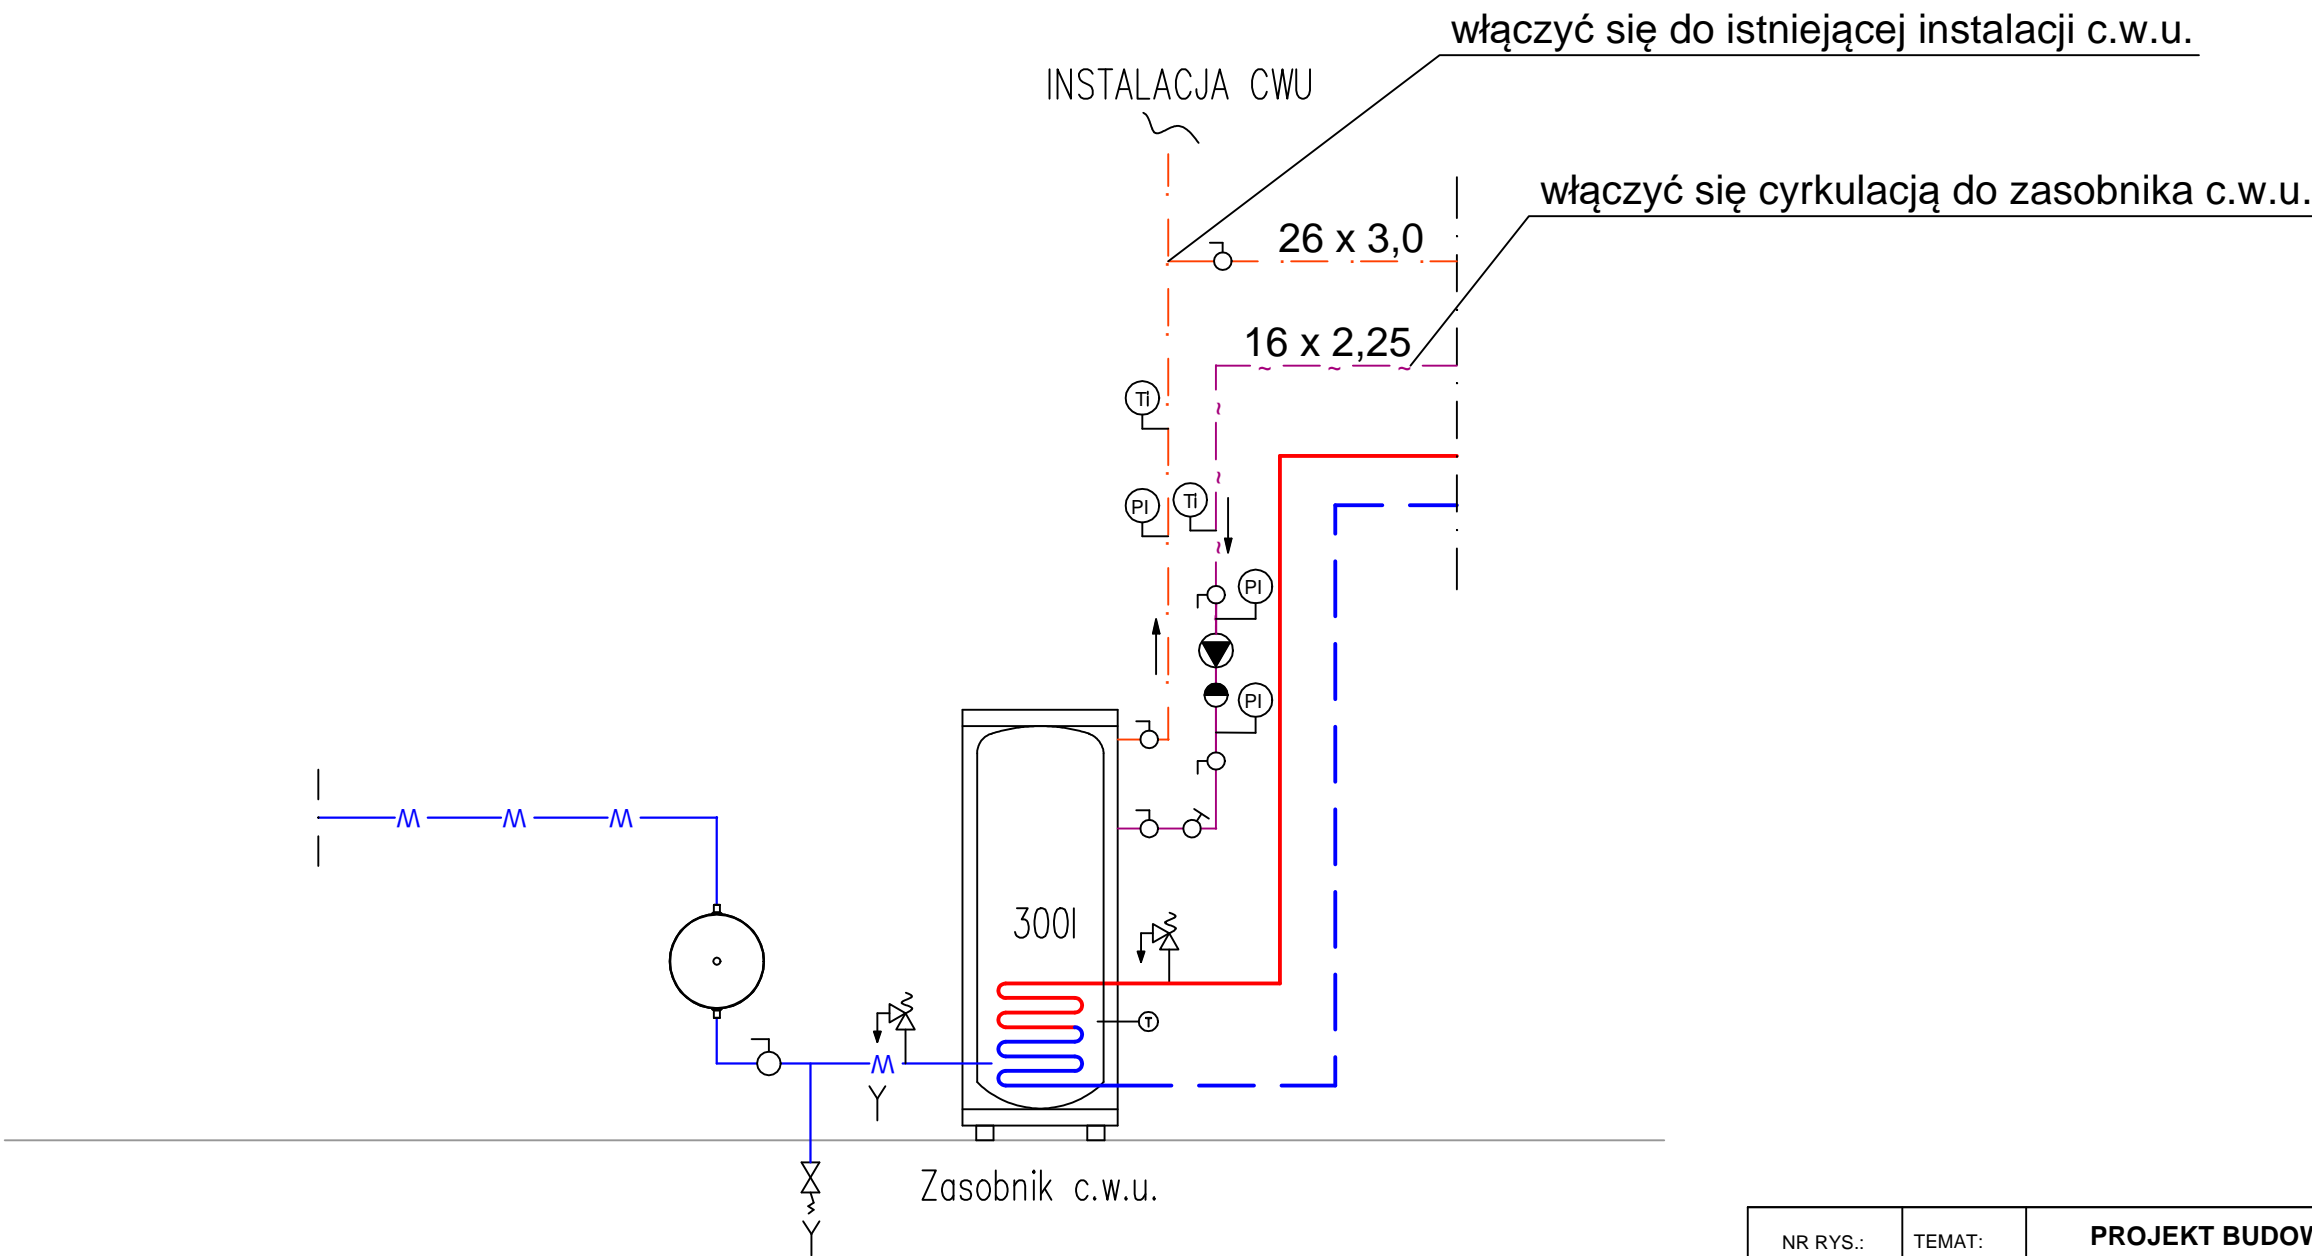 włączyć się do istniejącej instalacji c.w.u.
INSTALACJA CWU
włączyć się cyrkulacją do zasobnika c.w.u.
26 x 3,0
16 x 2,25
Ti
PI
Ti
PI
PI
300l
T
Zasobnik c.w.u.
NR RYS.:
TEMAT:
PROJEKT